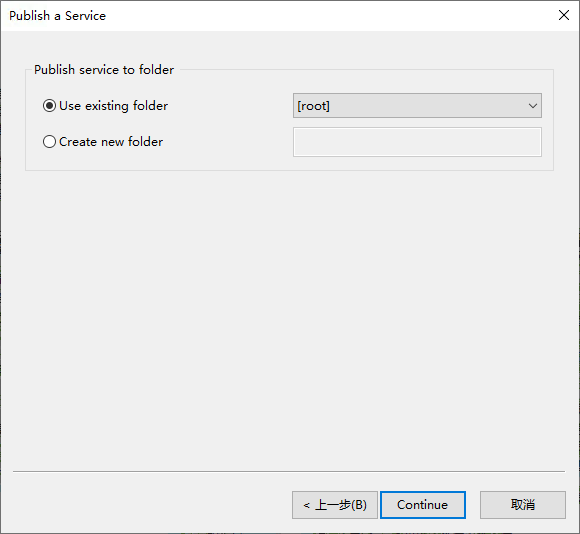 Publish a Service
Publish service to folder
Use existing folder
[root]
Create new folder
< 上一步(B)
Continue
取消